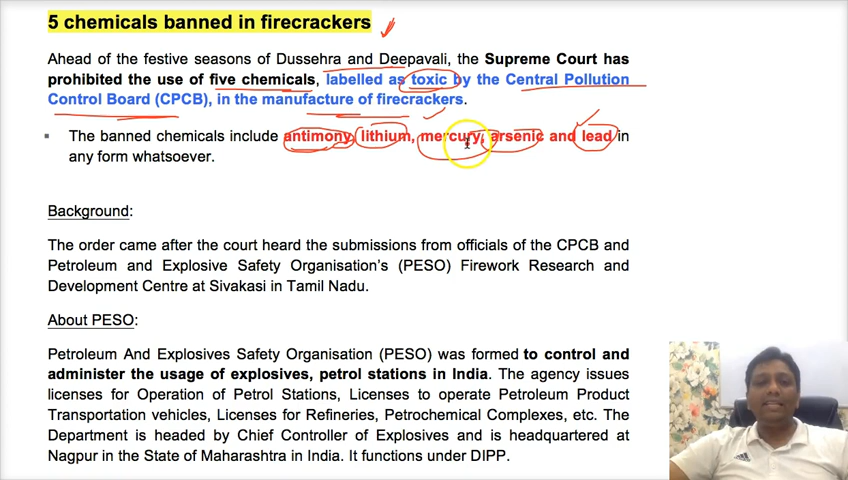 5 chemicals banned in firecrackers
Ahead of the festive seasons of Dussehra and Deepavali, the Supreme Court has
prohibited the use of five chemicals, labelled as toxic by the Central Pollution
Control Board (CPCB), in the manufacture of firecrackers.
▪ The banned chemicals include antimony, lithium, mercury, arsenic and lead in
any form whatsoever.
Background:
The order came after the court heard the submissions from officials of the CPCB and
Petroleum and Explosive Safety Organisation's (PESO) Firework Research and
Development Centre at Sivakasi in Tamil Nadu.
About PESO:
Petroleum And Explosives Safety Organisation (PESO) was formed to control and
administer the usage of explosives, petrol stations in India. The agency issues
licenses for Operation of Petrol Stations, Licenses to operate Petroleum Product
Transportation vehicles, Licenses for Refineries, Petrochemical Complexes, etc. The
Department is headed by Chief Controller of Explosives and is headquartered at
Nagpur in the State of Maharashtra in India. It functions under DIPP.